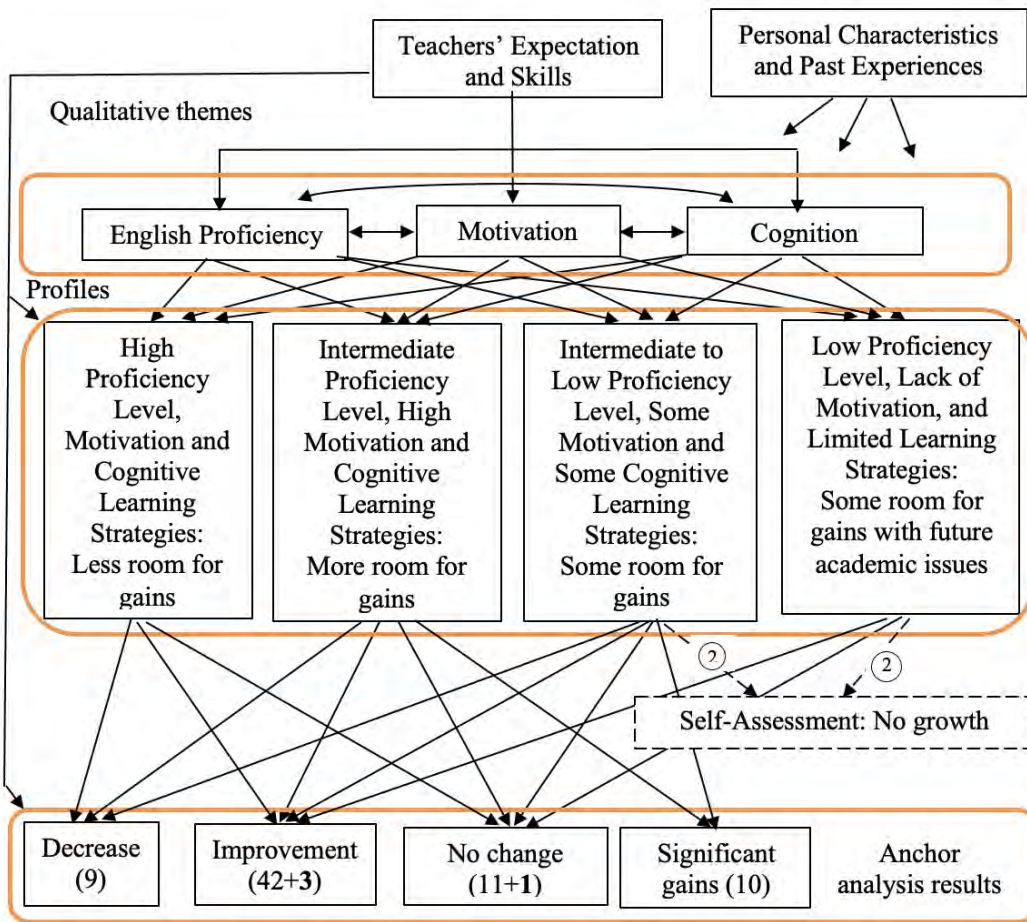 Teachers’ Expectation
and Skills
Personal Characteristics
and Past Experiences
Qualitative themes
English Proficiency
Motivation
Cognition
Profiles
High
Proficiency
Level,
Motivation and
Cognitive
Learning
Strategies:
Less room for
gains
Intermediate
Proficiency
Level, High
Motivation and
Cognitive
Learning
Strategies:
More room for
gains
Intermediate to
Low Proficiency
Level, Some
Motivation and
Some Cognitive
Learning
Strategies:
Some room for
gains
Low Proficiency
Level, Lack of
Motivation, and
Limited Learning
Strategies:
Some room for
gains with future
academic issues
2
2
Self-Assessment: No growth
Decrease
(9)
Improvement
(42+3)
No change
(11+1)
Significant
gains (10)
Anchor
analysis results